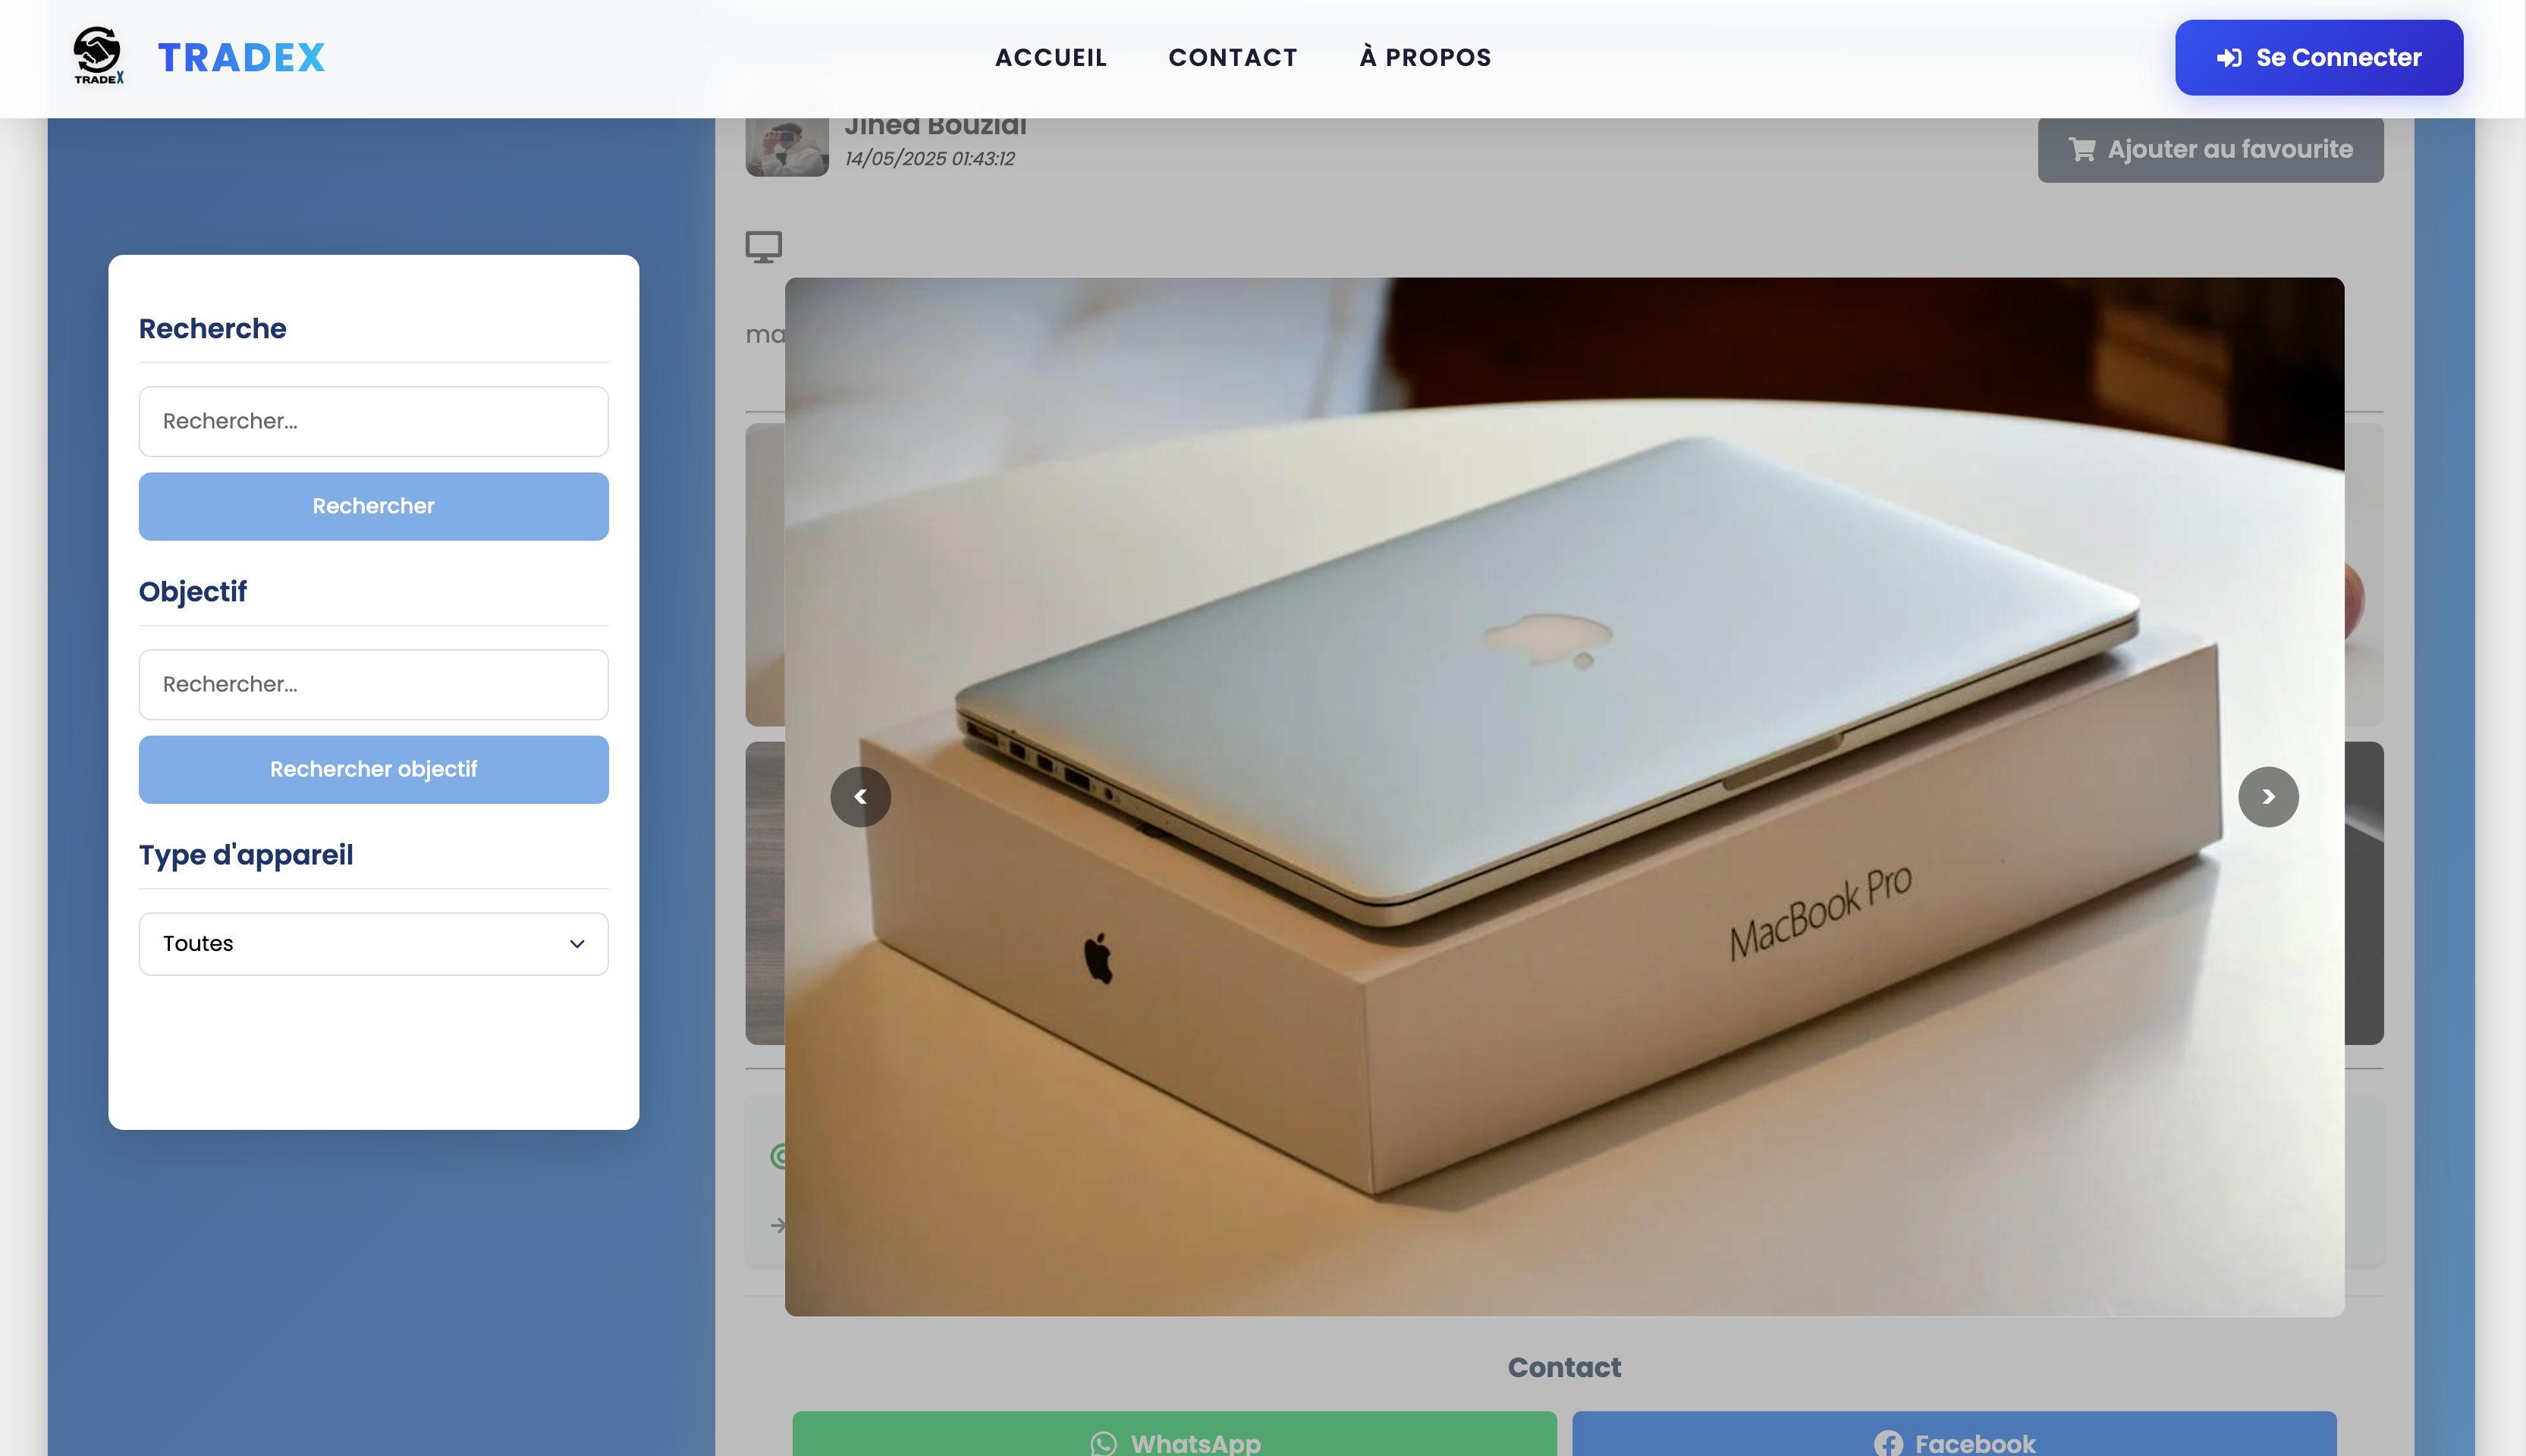 TRADEX
TRADEX
ACCUEIL
CONTACT
À PROPOS
Se Connecter
Jihed Bouzidi
14/05/2025 01:43:12
Ajouter au favourite
Recherche
Rechercher...
Rechercher
Objectif
Rechercher...
Rechercher objectif
Type d'appareil
Toutes
ma
MacBook Pro
Contact
WhatsApp
Facebook